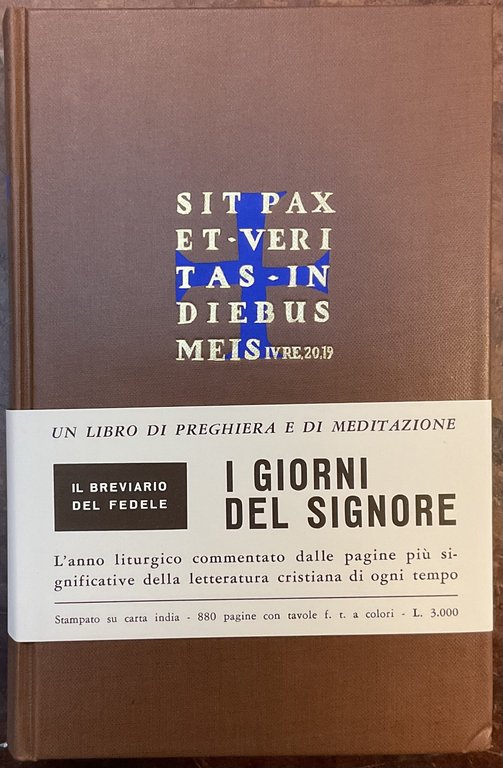 SIT PAX
ET-VERI
TAS-IN
DIEBUS
MEIS IVRE,20,19
UN LIBRO DI PREGHIERA E DI MEDITAZIONE
IL BREVIARIO
DEL FEDELE
I GIORNI
DEL SIGNORE
L'anno liturgico commentato dalle pagine più si-
gnificative della letteratura cristiana di ogni tempo
Stampato su carta india - 880 pagine con tavole f. t. a colori - L. 3.000